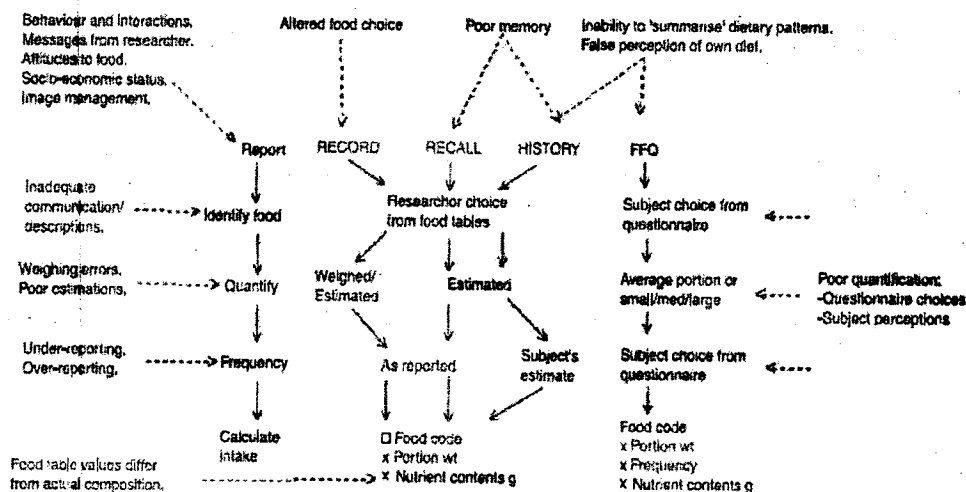 Behaviour and Interactions.
Messages from researcher.
Attitudes to food.
Socio-economic status.
Image management.
Altered food choice
Poor memory
Inability to 'summarise' dietary patterns.
False perception of own diet.
Report
RECORD
RECALL
HISTORY
FFQ
Inadequate
communication/
descriptions.
Identify food
Researchor choice
from food tables
Subject choice from
questionnaire
Weighing errors.
Poor estimations.
Quantify
Weighed/
Estimated
Estimated
Average portion or
small/med/large
Poor quantification:
-Questionnaire choices
-Subject perceptions
Under-reporting.
Over-reporting.
Frequency
As reported
Subject's
estimate
Subject choice from
questionnaire
Calculate
intake
□ Food code
x Portion wt
x Nutrient contents g
Food code
x Portion wt
x Frequency
x Nutrient contents g
Food table values differ
from actual composition.